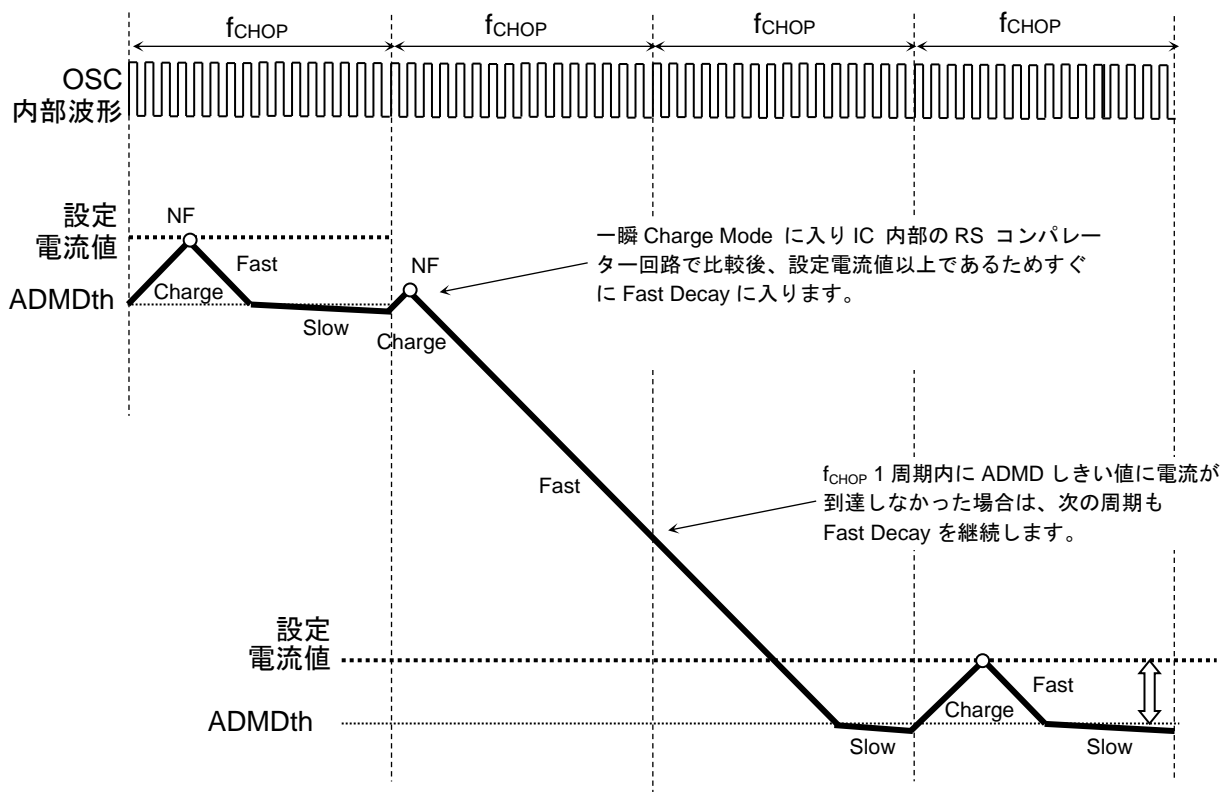 fCHOP fCHOP fCHOP fCHOP
OSC
内部波形
設定
電流値
NF
Fast
Charge
ADMDth
Slow
NF
Charge
一瞬 Charge Mode に入り IC 内部の RS コンパレー
ター回路で比較後、設定電流値以上であるためすぐ
に Fast Decay に入ります。
Fast
fCHOP 1 周期内に ADMD しきい値に電流が
到達しなかった場合は、次の周期も
Fast Decay を継続します。
設定
電流値
ADMDth
Slow
Charge
Fast
Slow